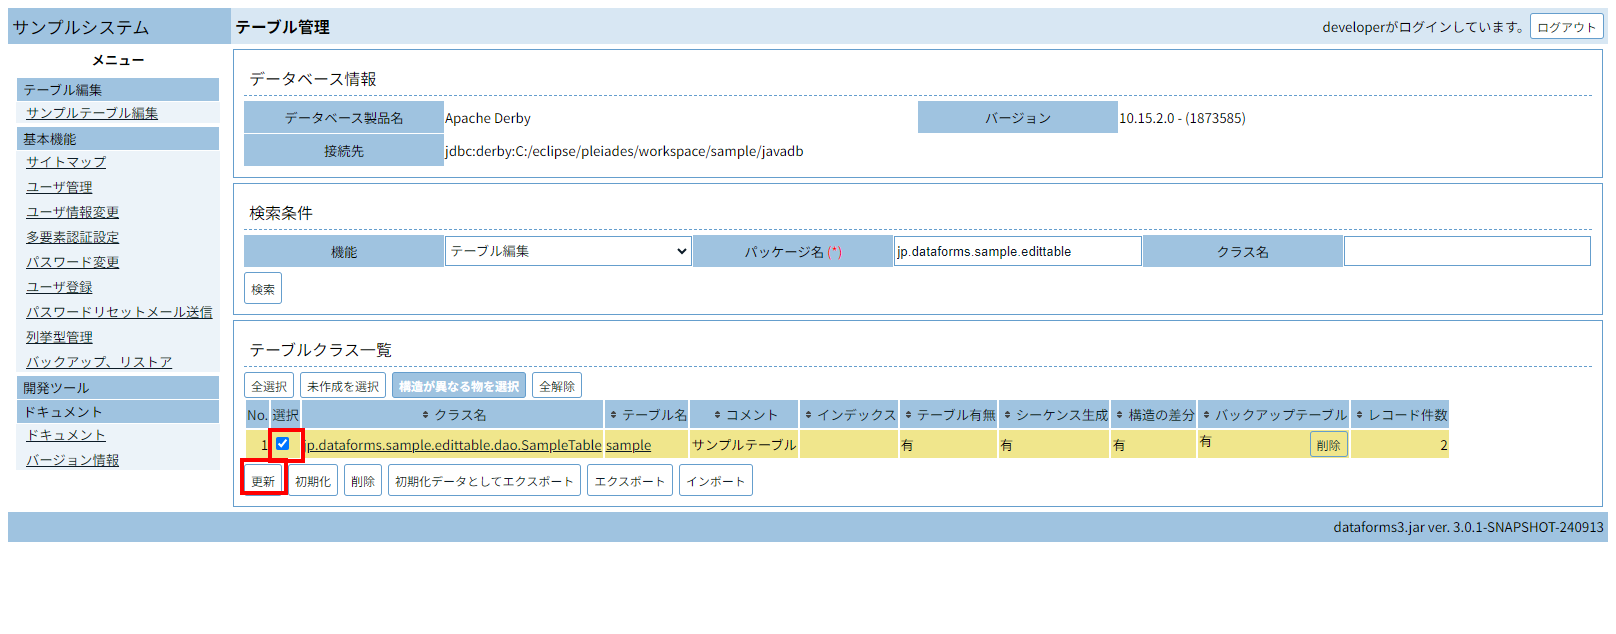 サンプルシステム
テーブル管理
developerがログインしています。 ログアウト
メニュー
テーブル編集
サンプルテーブル編集
基本機能
サイトマップ
ユーザ管理
ユーザ情報変更
多要素認証設定
パスワード変更
ユーザ登録
パスワードリセットメール送信
列挙型管理
バックアップ、リストア
開発ツール
ドキュメント
ドキュメント
バージョン情報
データベース情報
データベース製品名 Apache Derby バージョン 10.15.2.0 - (1873585)
接続先 jdbc:derby:C:/eclipse/pleiades/workspace/sample/javadb
検索条件
機能 テーブル編集 パッケージ名 (*) jp.dataforms.sample.edittable クラス名
検索
テーブルクラス一覧
全選択 未作成を選択 構造が異なる物を選択 全解除
No. 選択 クラス名 テーブル名 コメント インデックス テーブル有無 シーケンス生成 構造の差分 バックアップテーブル レコード件数
1 jp.dataforms.sample.edittable.dao.SampleTable sample サンプルテーブル 有 有 有 有 削除 2
更新 初期化 削除 初期化データとしてエクスポート エクスポート インポート
dataforms3.jar ver. 3.0.1-SNAPSHOT-240913